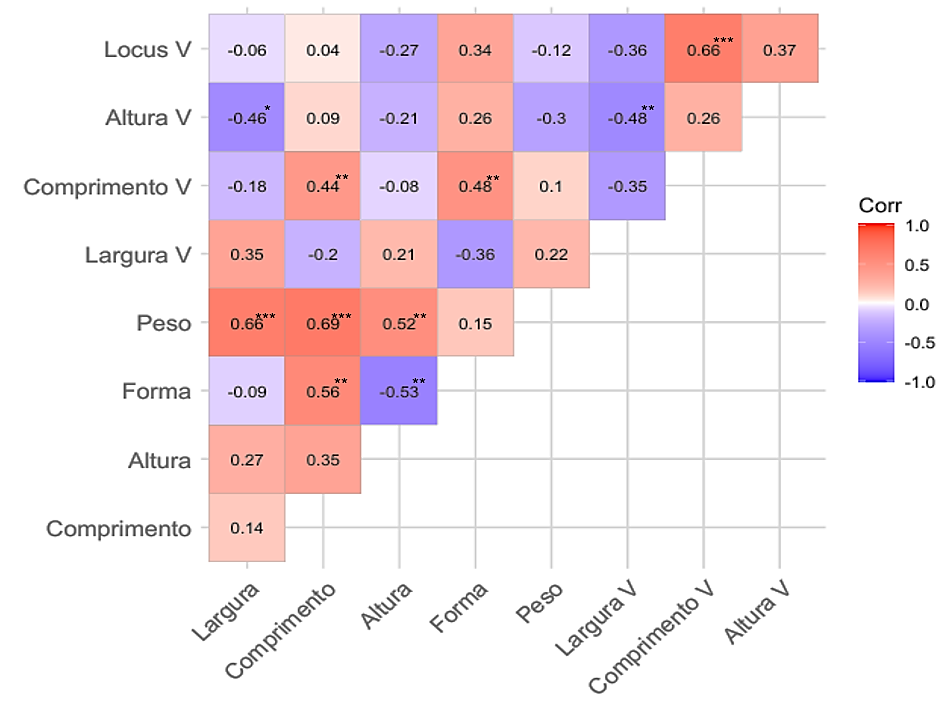 Locus V -0.06 0.04 -0.27 0.34 -0.12 -0.36 0.66*** 0.37
Altura V -0.46* 0.09 -0.21 0.26 -0.3 -0.48** 0.26
Comprimento V -0.18 0.44** -0.08 0.48** 0.1 -0.35
Largura V 0.35 -0.2 0.21 -0.36 0.22
Peso 0.66*** 0.69*** 0.52** 0.15
Forma -0.09 0.56** -0.53**
Altura 0.27 0.35
Comprimento 0.14
Largura
Comprimento
Altura
Forma
Peso
Largura V
Comprimento V
Altura V
Corr
1.0
0.5
0.0
-0.5
-1.0